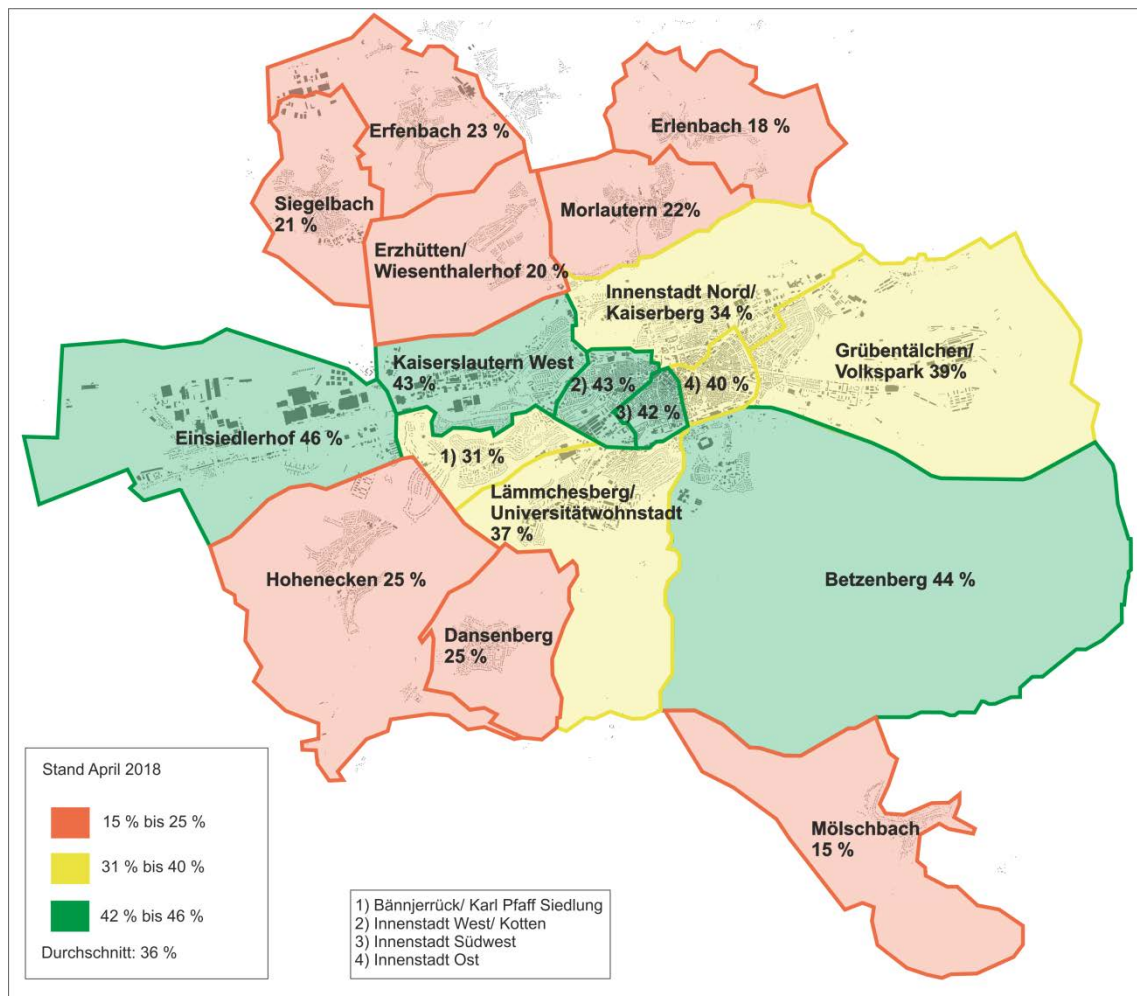 Erfenbach 23 %
Erlenbach 18 %
Siegelbach
21 %
Morlautern 22%
Erzhütten/
Wiesenthalerhof 20 %
Innenstadt Nord/
Kaiserberg 34 %
Kaiserslautern West
43 %
2) 43 %
4) 40 %
Grübentälchen/
Volkspark 39%
3) 42 %
Einsiedlerhof 46 %
1) 31 %
Lämmchesberg/
Universitätwohnstadt
37 %
Hohenecken 25 %
Betzenberg 44 %
Dansenberg
25 %
Mölschbach
15 %
Stand April 2018
15 % bis 25 %
31 % bis 40 %
42 % bis 46 %
Durchschnitt: 36 %
1) Bännjerrück/ Karl Pfaff Siedlung
2) Innenstadt West/ Kotten
3) Innenstadt Südwest
4) Innenstadt Ost